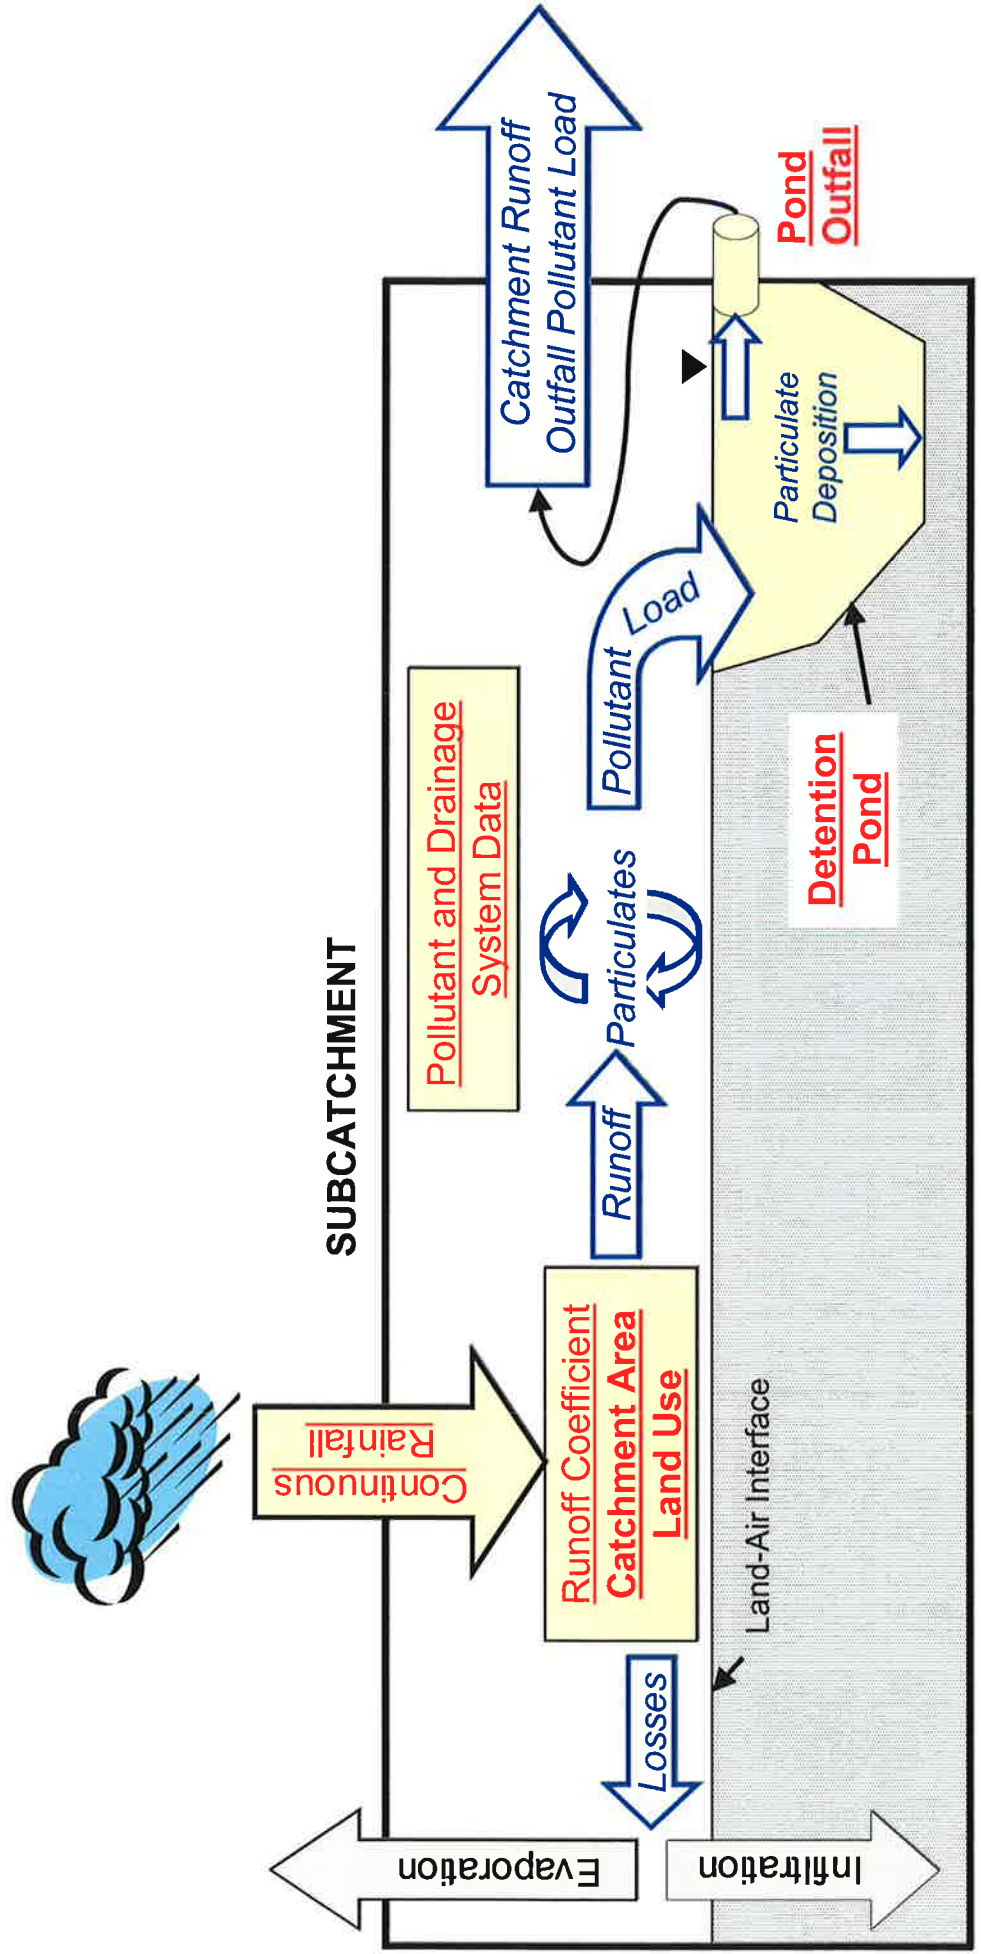 SUBCATCHMENT
Continuous
Rainfall
Evaporation
Infiltration
Losses
Runoff Coefficient
Catchment Area
Land Use
Land-Air Interface
Runoff
Pollutant and Drainage
System Data
Particulates
Pollutant Load
Detention
Pond
Particulate
Deposition
Catchment Runoff
Outfall Pollutant Load
Pond
Outfall